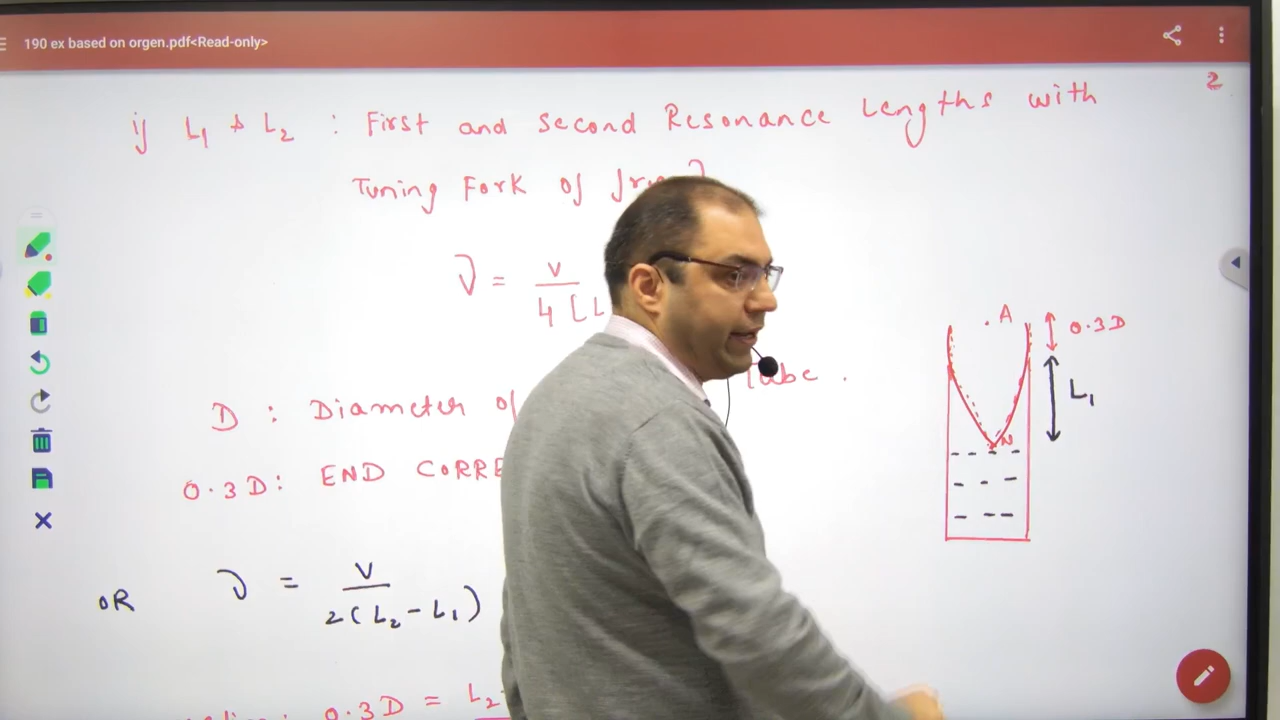 190 ex based on orgen.pdf<Read-only>
2
if L₁ & L₂ : First and Second Resonance Lengths with
Tuning Fork of
ν = v / 4 [L
A
0.3D
L₁
N
D : Diameter of Tube .
0.3D : END CORRE
OR ν = v / 2(L₂ - L₁)
0.3D = L₂